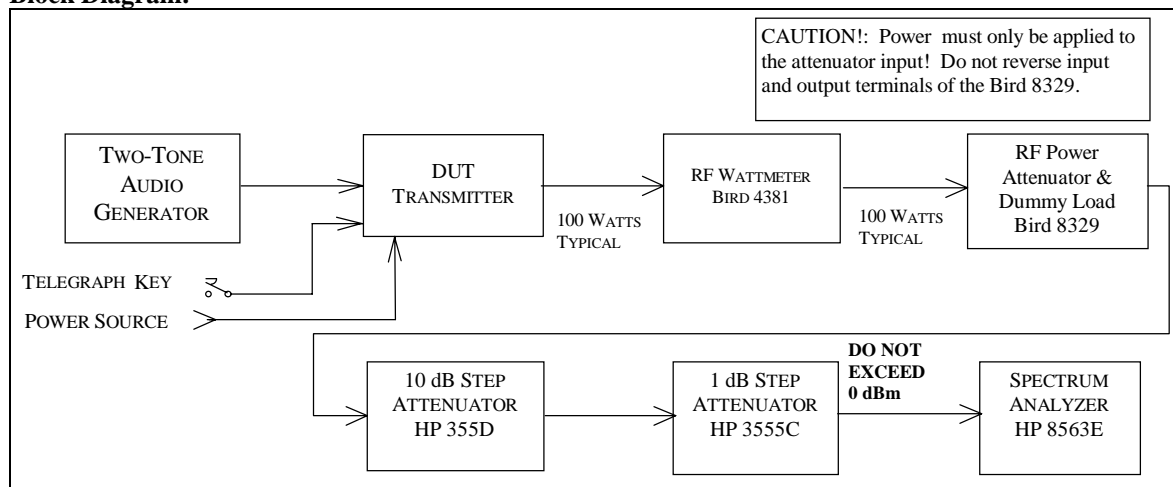 Block Diagram:
CAUTION!: Power must only be applied to
the attenuator input! Do not reverse input
and output terminals of the Bird 8329.
TWO-TONE
AUDIO
GENERATOR
DUT
TRANSMITTER
RF WATTMETER
BIRD 4381
RF Power
Attenuator &
Dummy Load
Bird 8329
100 WATTS
TYPICAL
100 WATTS
TYPICAL
TELEGRAPH KEY
POWER SOURCE
10 dB STEP
ATTENUATOR
HP 355D
1 dB STEP
ATTENUATOR
HP 3555C
DO NOT
EXCEED
0 dBm
SPECTRUM
ANALYZER
HP 8563E